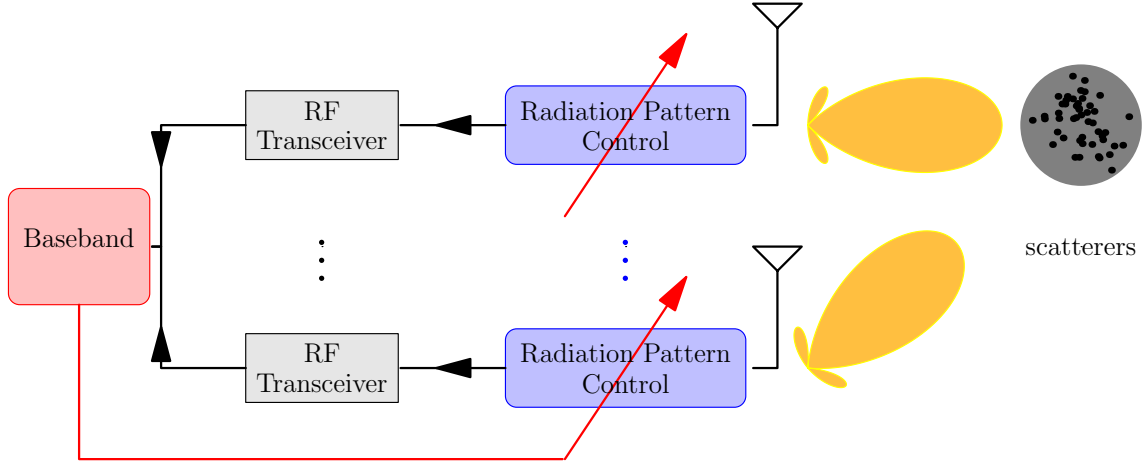 RF
Transceiver
Radiation Pattern
Control
Baseband
scatterers
RF
Transceiver
Radiation Pattern
Control